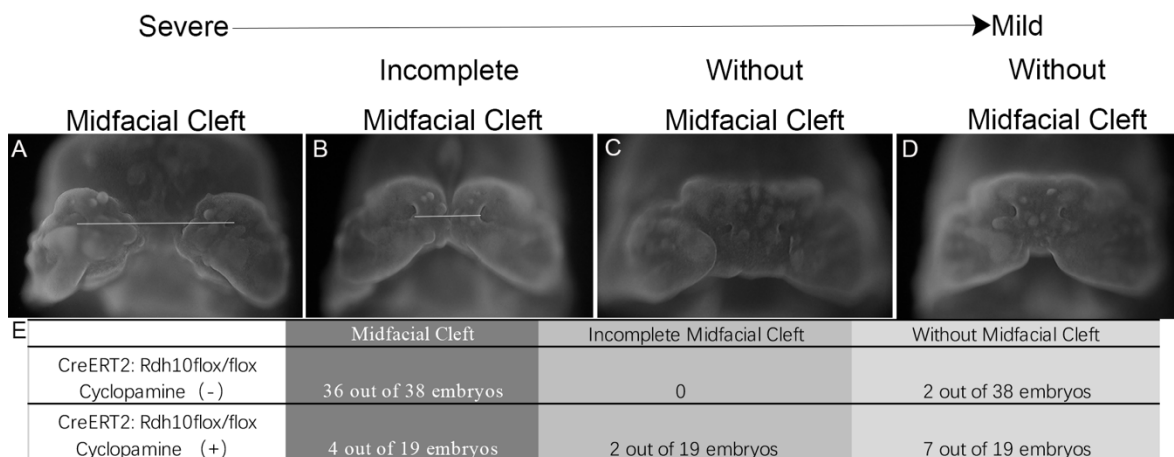 Severe Mild
Incomplete Without Without
Midfacial Cleft Midfacial Cleft Midfacial Cleft Midfacial Cleft
A B C D
E Midfacial Cleft Incomplete Midfacial Cleft Without Midfacial Cleft
CreERT2: Rdh10flox/flox
Cyclopamine (-) 36 out of 38 embryos 0 2 out of 38 embryos
CreERT2: Rdh10flox/flox
Cyclopamine (+) 4 out of 19 embryos 2 out of 19 embryos 7 out of 19 embryos